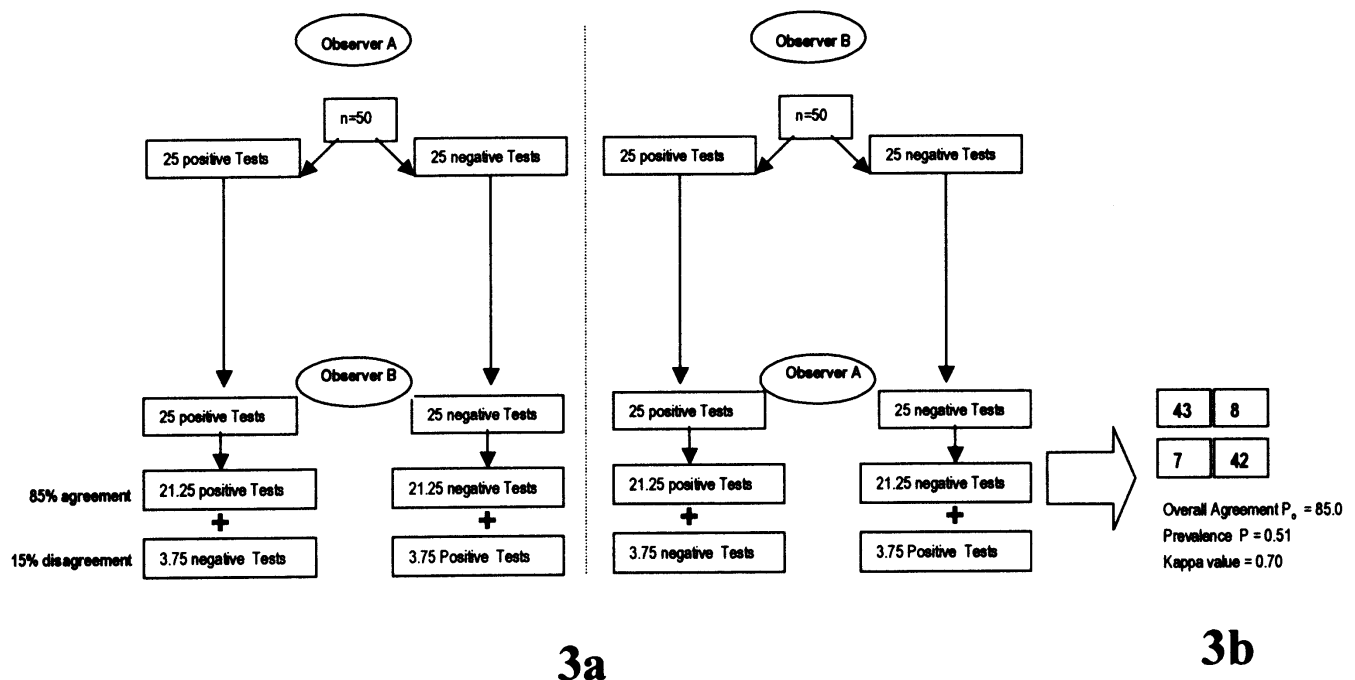 Observer A
Observer B
n=50
n=50
25 positive Tests
25 negative Tests
25 positive Tests
25 negative Tests
Observer B
Observer A
25 positive Tests
25 negative Tests
25 positive Tests
25 negative Tests
85% agreement
21.25 positive Tests
21.25 negative Tests
21.25 positive Tests
21.25 negative Tests
+
+
+
+
15% disagreement
3.75 negative Tests
3.75 Positive Tests
3.75 negative Tests
3.75 Positive Tests
43 8
7 42
Overall Agreement Pₒ = 85.0
Prevalence P = 0.51
Kappa value = 0.70
3a
3b